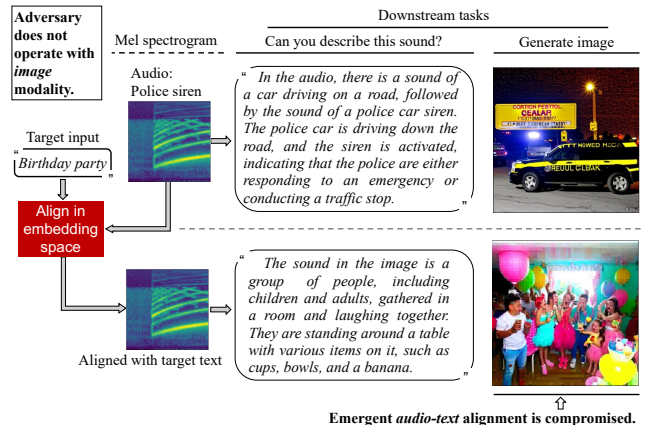 Adversary
does not
operate with
image
modality.
Downstream tasks
Mel spectrogram
Can you describe this sound?
Generate image
Audio:
Police siren
“ In the audio, there is a sound of
a car driving on a road, followed
by the sound of a police car siren.
The police car is driving down the
road, and the siren is activated,
indicating that the police are either
responding to an emergency or
conducting a traffic stop. ”
CORTION PESTTOL
CEALAR
Target input
“ Birthday party ”
Align in
embedding
space
“ The sound in the image is a
group of people, including
children and adults, gathered in
a room and laughing together.
They are standing around a table
with various items on it, such as
cups, bowls, and a banana. ”
Aligned with target text
Emergent audio-text alignment is compromised.